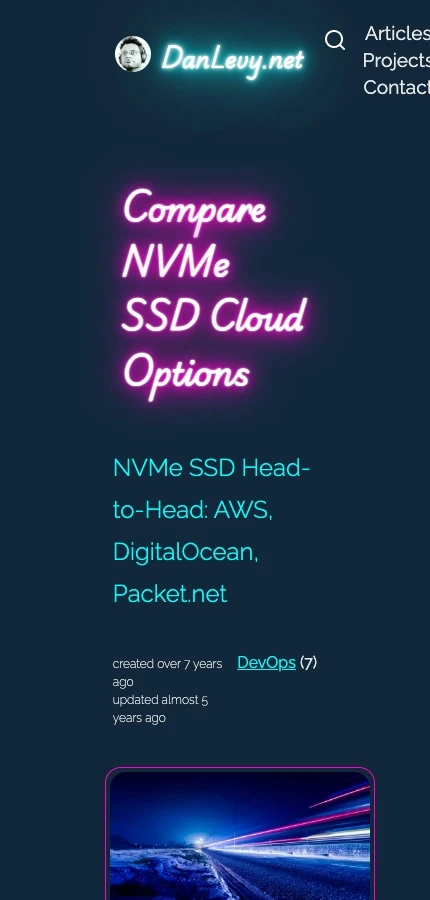 DanLevy.net
Articles
Projects
Contact
Compare
NVMe
SSD Cloud
Options
NVMe SSD Head-
to-Head: AWS,
DigitalOcean,
Packet.net
created over 7 years
ago
updated almost 5
years ago
DevOps (7)